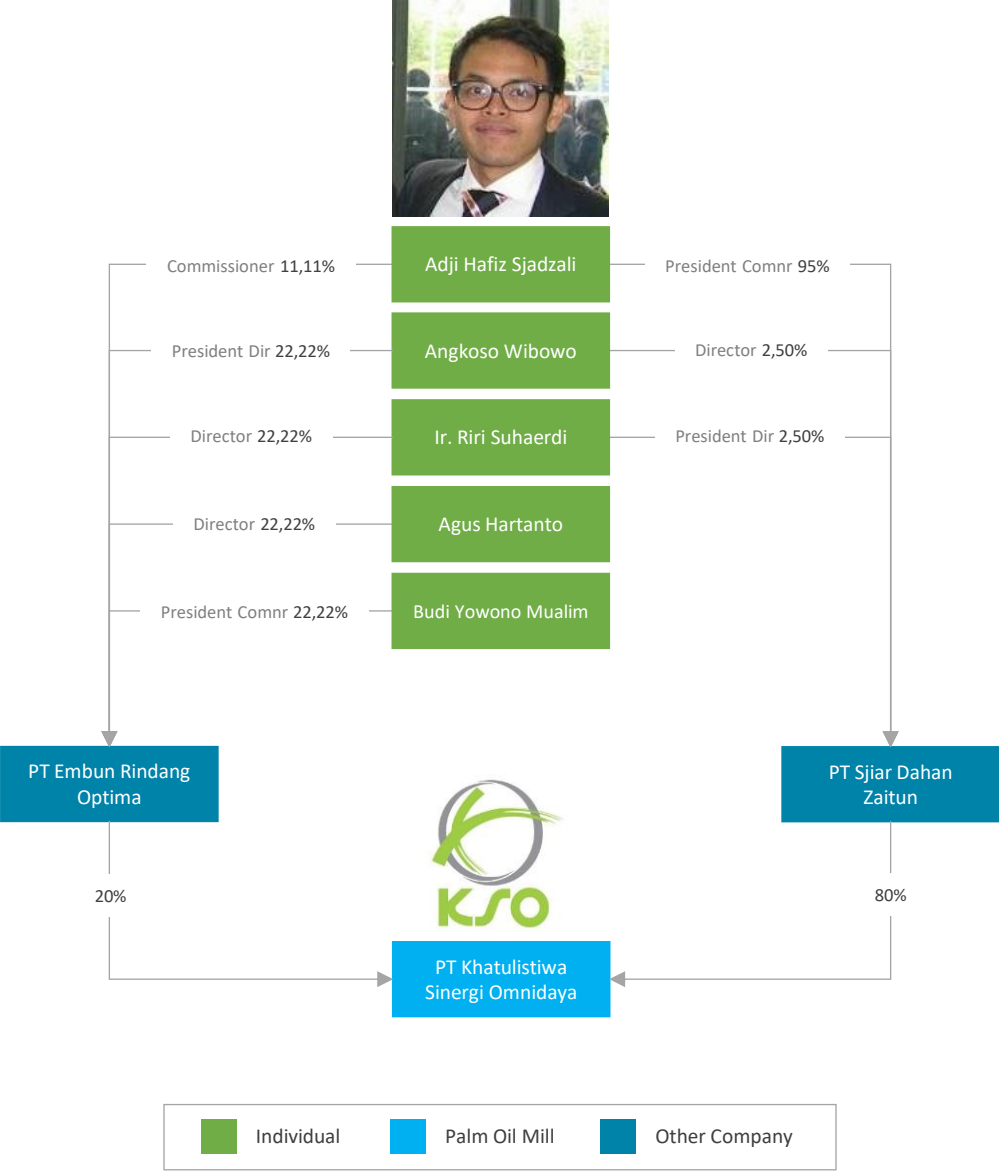 Commissioner 11,11%
Adji Hafiz Sjadzali
President Comnr 95%
President Dir 22,22%
Angkoso Wibowo
Director 2,50%
Director 22,22%
Ir. Riri Suhaerdi
President Dir 2,50%
Director 22,22%
Agus Hartanto
President Comnr 22,22%
Budi Yowono Mualim
PT Embun Rindang
Optima
PT Sjiar Dahan
Zaitun
20%
KSO
80%
PT Khatulistiwa
Sinergi Omnidaya
Individual
Palm Oil Mill
Other Company